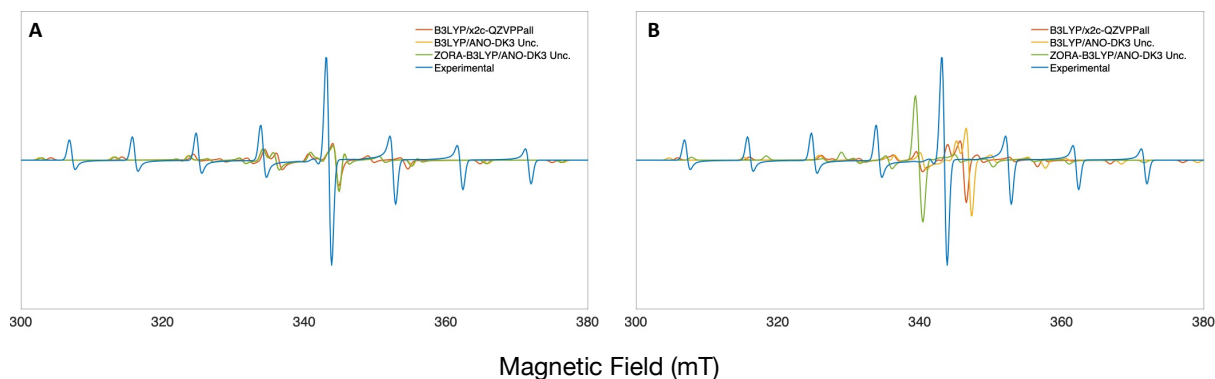 A
B3LYP/x2c-QZVPPall
B3LYP/ANO-DK3 Unc.
ZORA-B3LYP/ANO-DK3 Unc.
Experimental
300 320 340 360 380
B
B3LYP/x2c-QZVPPall
B3LYP/ANO-DK3 Unc.
ZORA-B3LYP/ANO-DK3 Unc.
Experimental
300 320 340 360 380
Magnetic Field (mT)